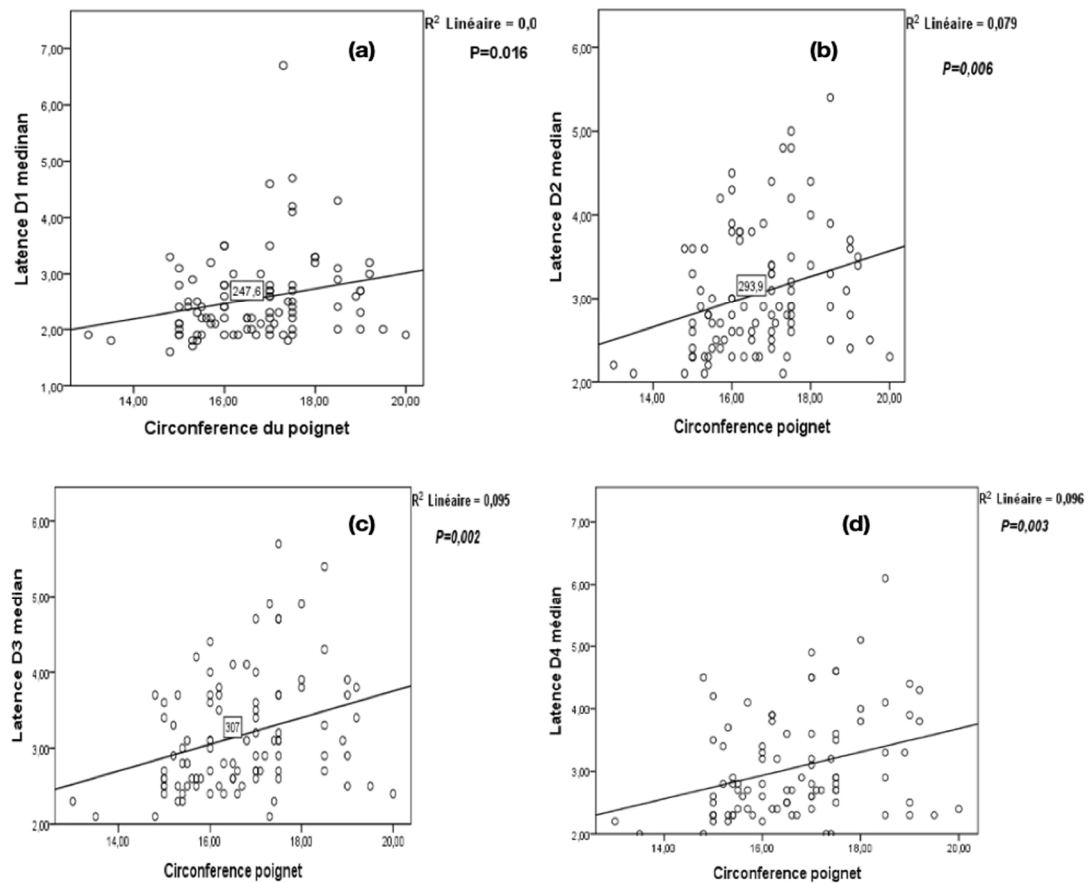 R² Linéaire = 0,0
P=0.016
(a)
7,00
6,00
5,00
4,00
3,00
2,00
1,00
Latence D1 medinan
247,6
14,00 16,00 18,00 20,00
Circonference du poignet
R² Linéaire = 0,079
P=0,006
(b)
6,00
5,00
4,00
3,00
2,00
Latence D2 median
293,9
14,00 16,00 18,00 20,00
Circonference poignet
R² Linéaire = 0,095
P=0,002
(c)
6,00
5,00
4,00
3,00
2,00
Latence D3 median
307
14,00 16,00 18,00 20,00
Circonference poignet
R² Linéaire = 0,096
P=0,003
(d)
7,00
6,00
5,00
4,00
3,00
2,00
Latence D4 médian
14,00 16,00 18,00 20,00
Circonference poignet